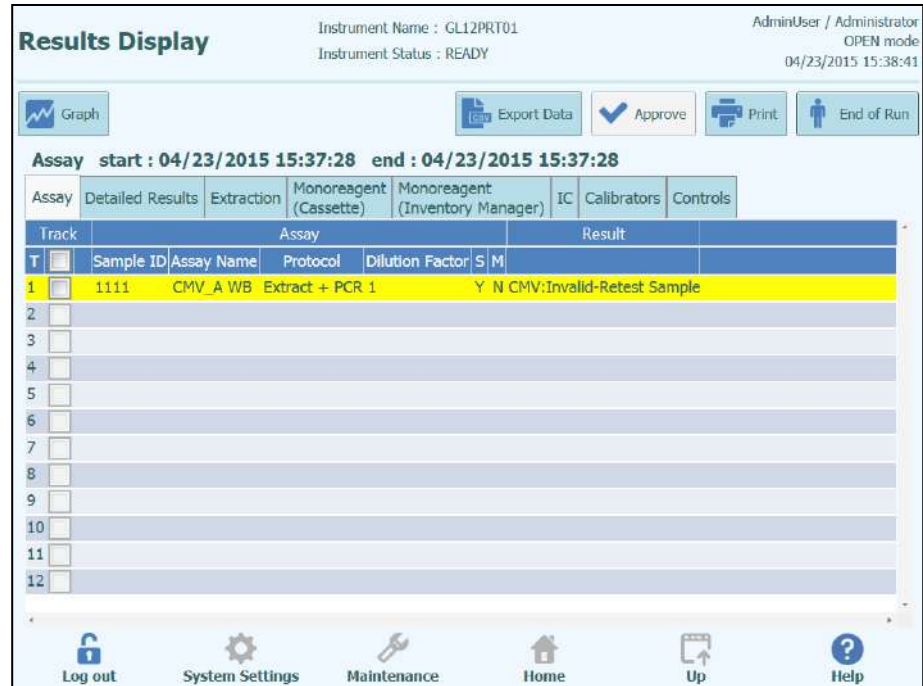 Results Display
Instrument Name : GL12PRT01
Instrument Status : READY
AdminUser / Administrator
OPEN mode
04/23/2015 15:38:41
Graph
CSV Export Data
Approve
Print
End of Run
Assay start : 04/23/2015 15:37:28 end : 04/23/2015 15:37:28
Assay Detailed Results Extraction Monoreagent (Cassette) Monoreagent (Inventory Manager) IC Calibrators Controls
Track Assay Result
T Sample ID Assay Name Protocol Dilution Factor S M
1 1111 CMV_A WB Extract + PCR 1 Y N CMV:Invalid-Retest Sample
2
3
4
5
6
7
8
9
10
11
12
Log out System Settings Maintenance Home Up Help